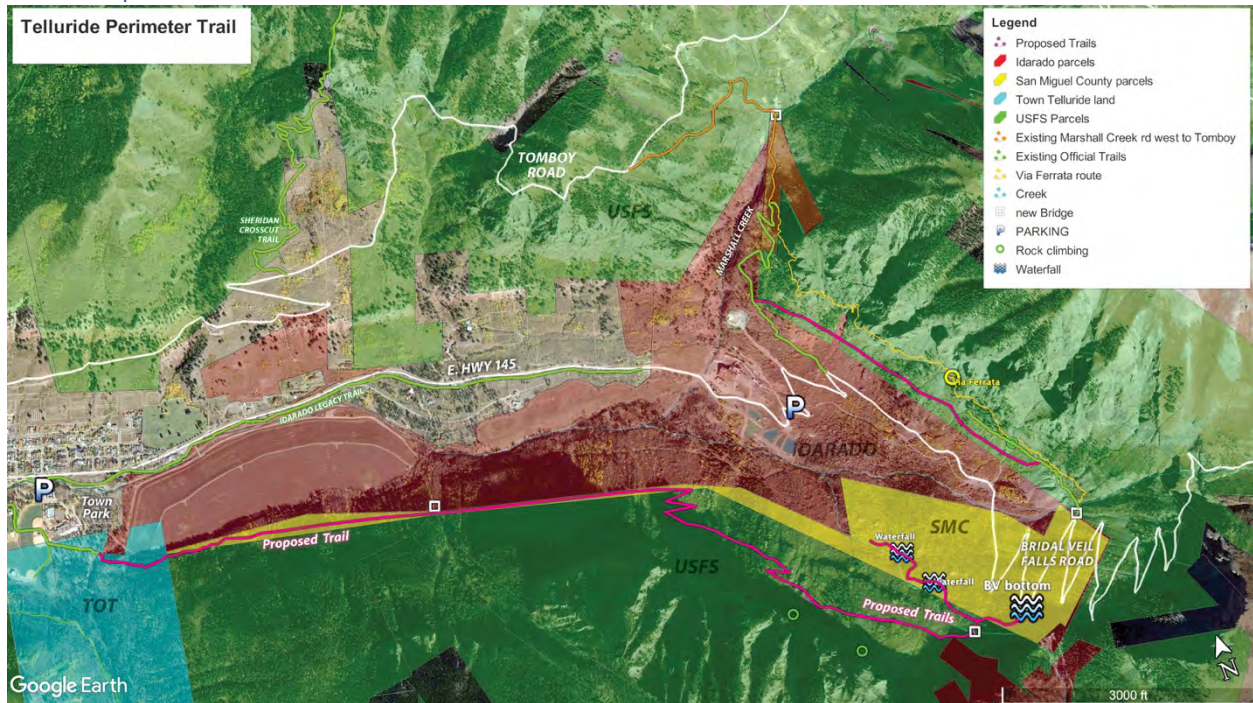 Telluride Perimeter Trail
Legend
Proposed Trails
Idarado parcels
San Miguel County parcels
Town Telluride land
USFS Parcels
Existing Marshall Creek rd west to Tomboy
Existing Official Trails
Via Ferrata route
Creek
new Bridge
P PARKING
Rock climbing
Waterfall
TOMBOY
ROAD
USFS
SHERIDAN
CROSSCUT
TRAIL
MARSHALL CREEK
E. HWY 145
IDARADO LEGACY TRAIL
Via Ferrata
P
IDARADO
P
Town
Park
SMC
Proposed Trail
Waterfall
BRIDAL VEIL
FALLS ROAD
USFS
Waterfall
BV bottom
TOT
Proposed Trails
N
Google Earth
3000 ft